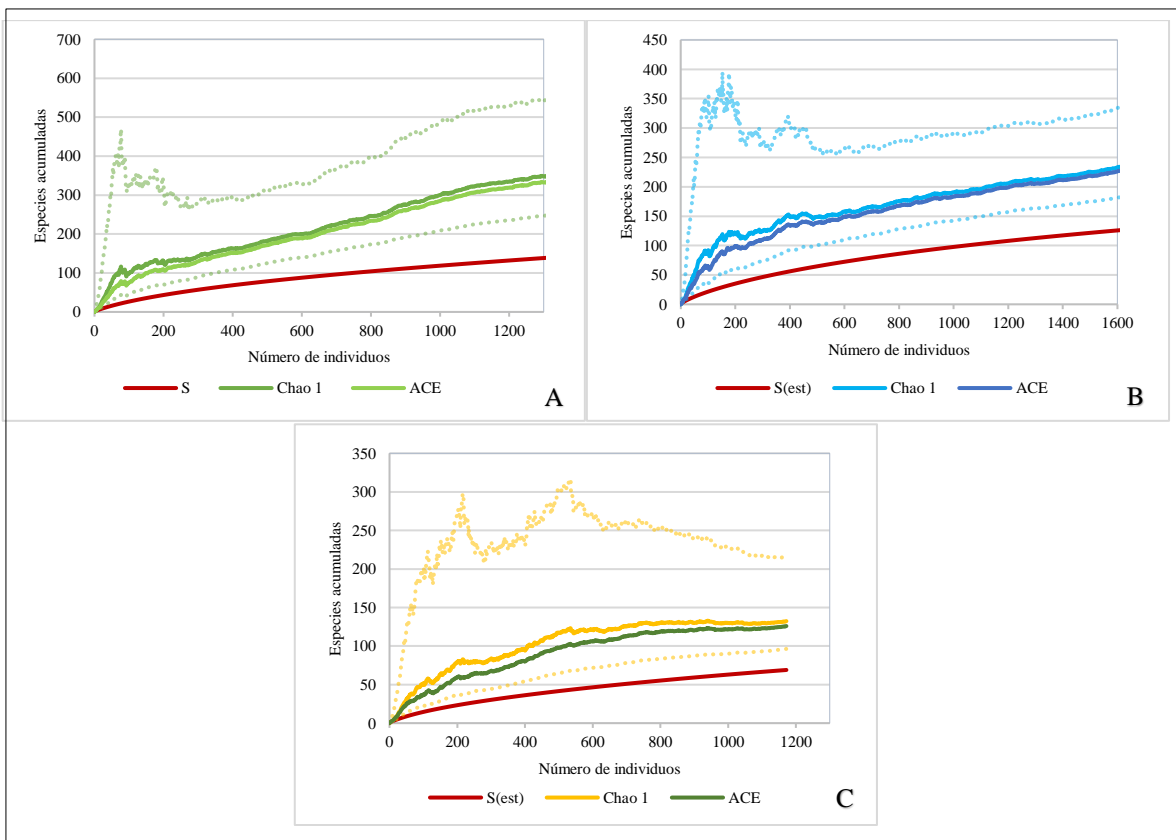 700
600
500
400
300
200
100
0
Especies acumuladas
0 200 400 600 800 1000 1200
Número de individuos
S Chao 1 ACE
A
450
400
350
300
250
200
150
100
50
0
Especies acumuladas
0 200 400 600 800 1000 1200 1400 1600
Número de individuos
S(est) Chao 1 ACE
B
350
300
250
200
150
100
50
0
Especies acumuladas
0 200 400 600 800 1000 1200
Número de individuos
S(est) Chao 1 ACE
C